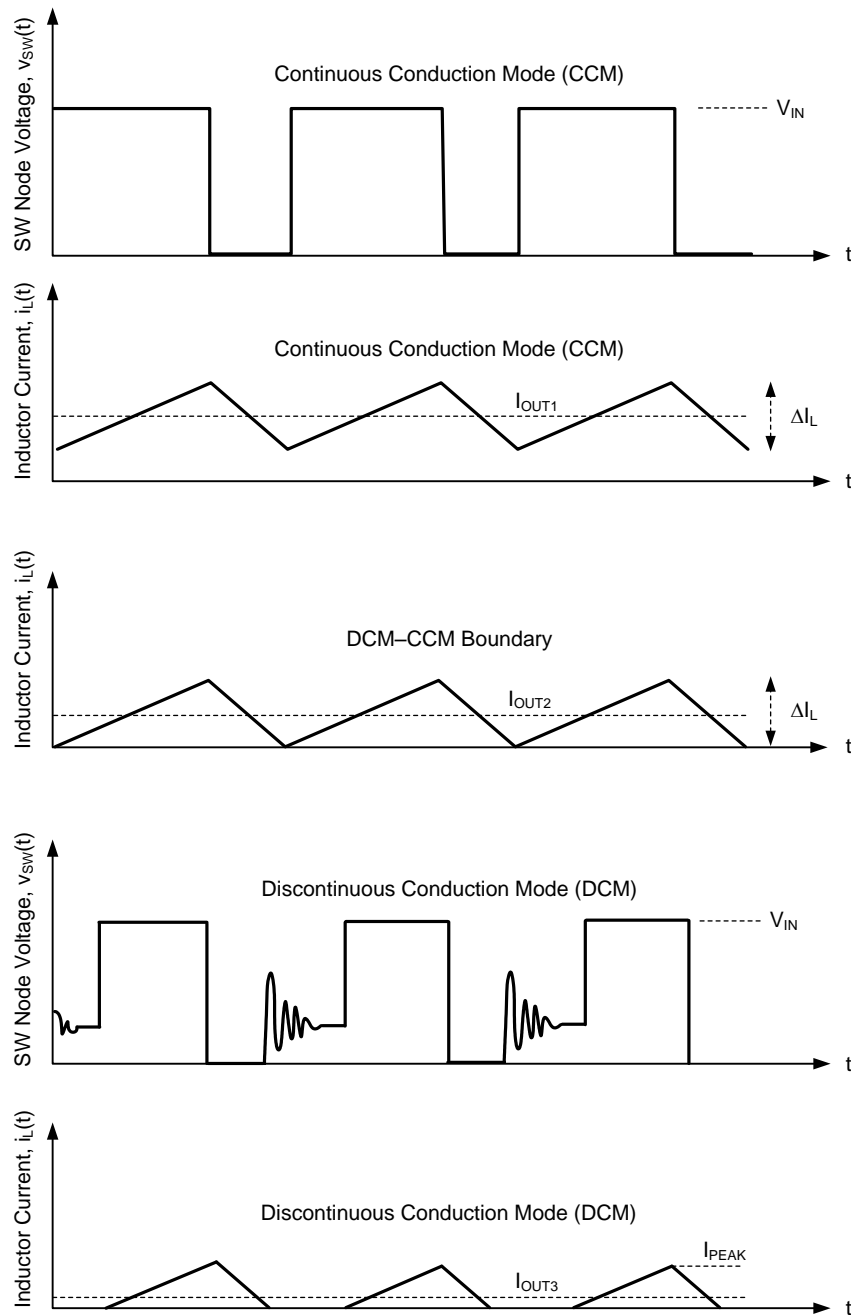 SW Node Voltage, vSW(t)
Continuous Conduction Mode (CCM)
VIN
t
Inductor Current, iL(t)
Continuous Conduction Mode (CCM)
IOUT1
ΔIL
t
Inductor Current, iL(t)
DCM–CCM Boundary
IOUT2
ΔIL
t
SW Node Voltage, vSW(t)
Discontinuous Conduction Mode (DCM)
VIN
t
Inductor Current, iL(t)
Discontinuous Conduction Mode (DCM)
IPEAK
IOUT3
t